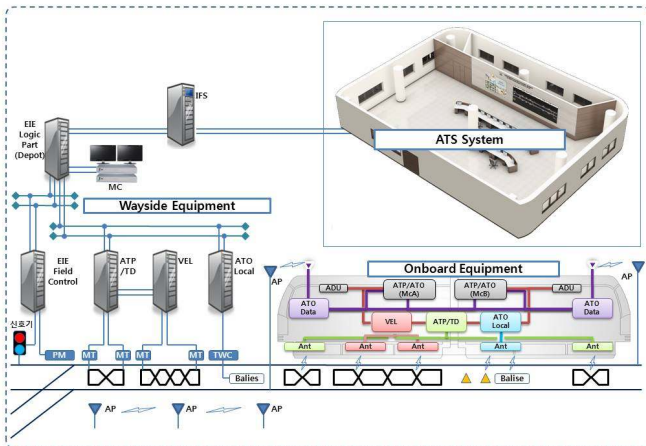 IFS
EIE
Logic
Part
(Depot)
MC
ATS System
Wayside Equipment
EIE
Field
Control
ATP
/TD
VEL
ATO
Local
AP
Onboard Equipment
AP
ADU
ATP/ATO
(McA)
ATP/ATO
(McB)
ADU
ATO
Data
ATO
Data
VEL
ATP/TD
ATO
Local
신호기
PM
MT
MT
MT
MT
TWC
Ant
Ant
Ant
Ant
Ant
Balies
Balise
AP
AP
AP